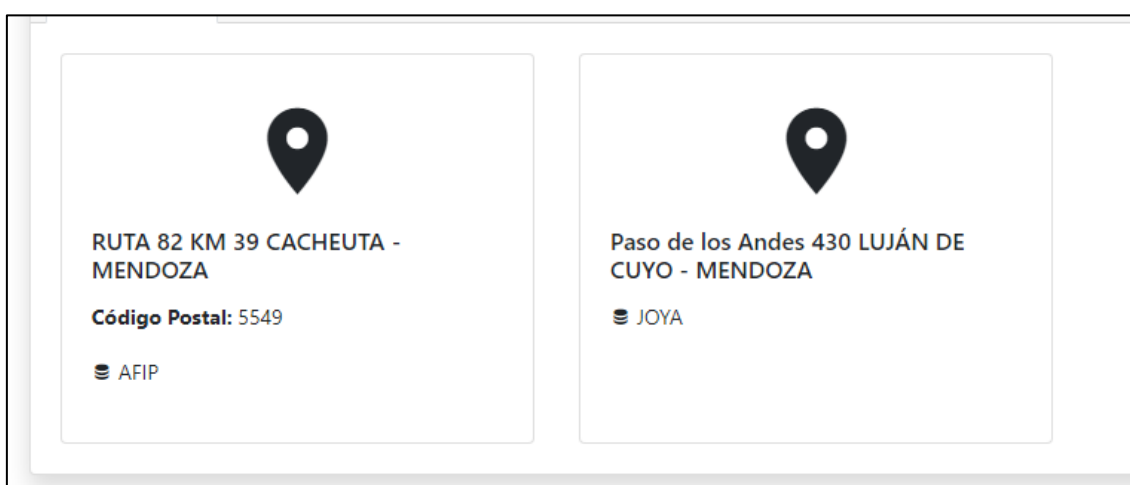 RUTA 82 KM 39 CACHEUTA -
MENDOZA
Código Postal: 5549
AFIP
Paso de los Andes 430 LUJÁN DE
CUYO - MENDOZA
JOYA